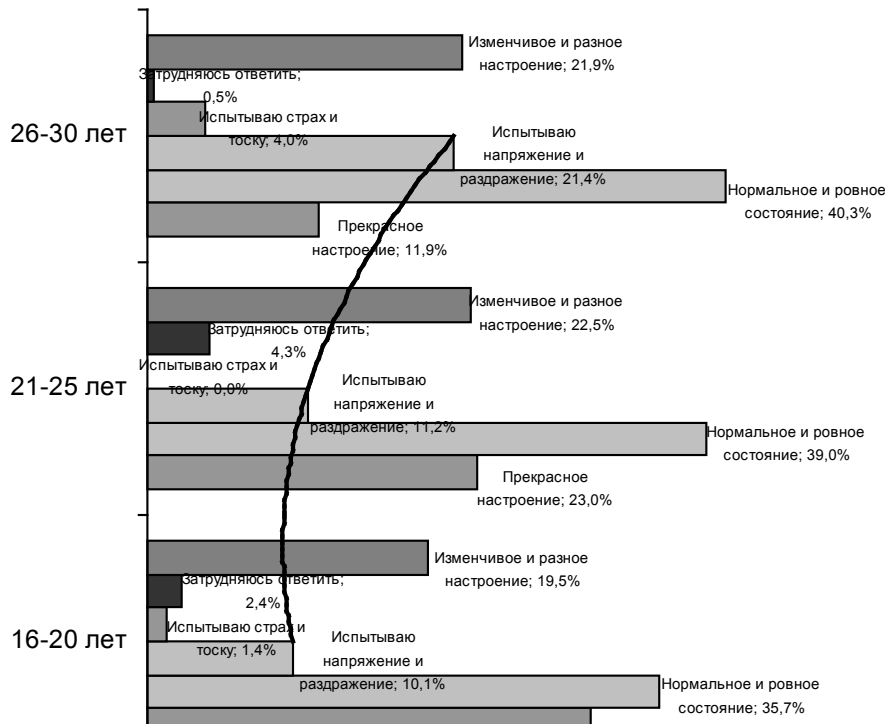 Изменчивое и разное
настроение; 21,9%
Затрудняюсь ответить;
0,5%
26-30 лет
Испытываю страх и
тоску; 4,0%
Испытываю
напряжение и
раздражение; 21,4%
Нормальное и ровное
состояние; 40,3%
Прекрасное
настроение; 11,9%
Изменчивое и разное
настроение; 22,5%
Затрудняюсь ответить;
4,3%
21-25 лет
Испытываю страх и
тоску; 0,0%
Испытываю
напряжение и
раздражение; 11,2%
Нормальное и ровное
состояние; 39,0%
Прекрасное
настроение; 23,0%
Изменчивое и разное
настроение; 19,5%
Затрудняюсь ответить;
2,4%
16-20 лет
Испытываю страх и
тоску; 1,4%
Испытываю
напряжение и
раздражение; 10,1%
Нормальное и ровное
состояние; 35,7%